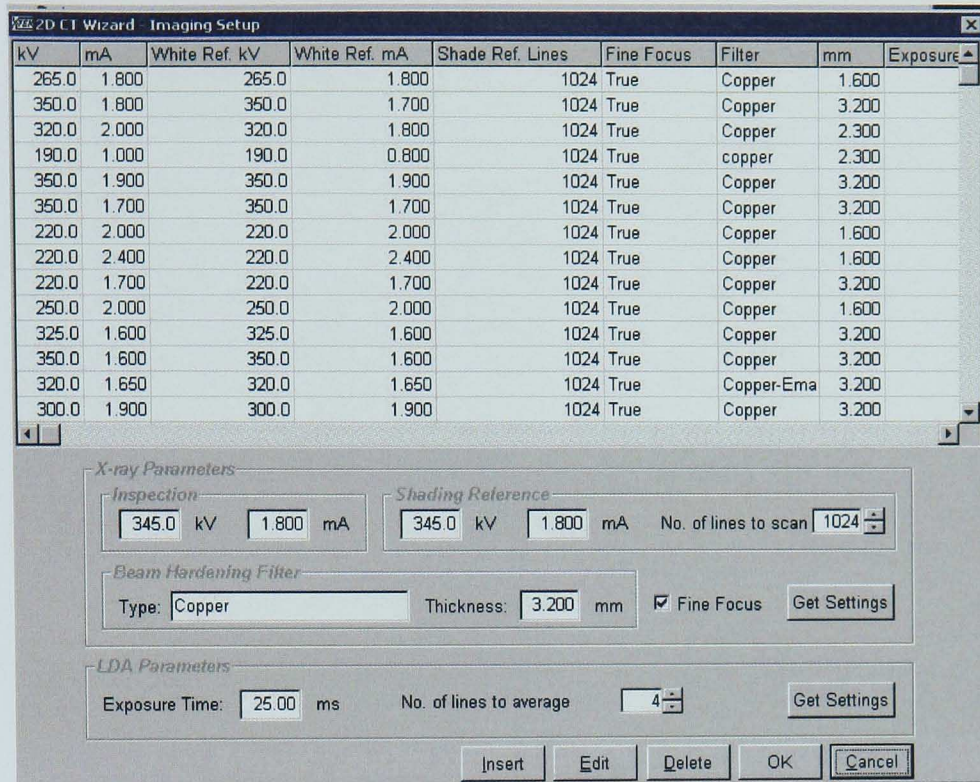 2D CT Wizard - Imaging Setup
kV mA White Ref. kV White Ref. mA Shade Ref. Lines Fine Focus Filter mm Exposure
265.0 1.800 265.0 1.800 1024 True Copper 1.600
350.0 1.800 350.0 1.700 1024 True Copper 3.200
320.0 2.000 320.0 1.800 1024 True Copper 2.300
190.0 1.000 190.0 0.800 1024 True copper 2.300
350.0 1.900 350.0 1.900 1024 True Copper 3.200
350.0 1.700 350.0 1.700 1024 True Copper 3.200
220.0 2.000 220.0 2.000 1024 True Copper 1.600
220.0 2.400 220.0 2.400 1024 True Copper 1.600
220.0 1.700 220.0 1.700 1024 True Copper 3.200
250.0 2.000 250.0 2.000 1024 True Copper 1.600
325.0 1.600 325.0 1.600 1024 True Copper 3.200
350.0 1.600 350.0 1.600 1024 True Copper 3.200
320.0 1.650 320.0 1.650 1024 True Copper-Ema 3.200
300.0 1.900 300.0 1.900 1024 True Copper 3.200
X-ray Parameters
Inspection
345.0 kV 1.800 mA
Shading Reference
345.0 kV 1.800 mA No. of lines to scan 1024
Beam Hardening Filter
Type: Copper Thickness: 3.200 mm
Fine Focus Get Settings
LDA Parameters
Exposure Time: 25.00 ms No. of lines to average 4 Get Settings
Insert Edit Delete OK Cancel